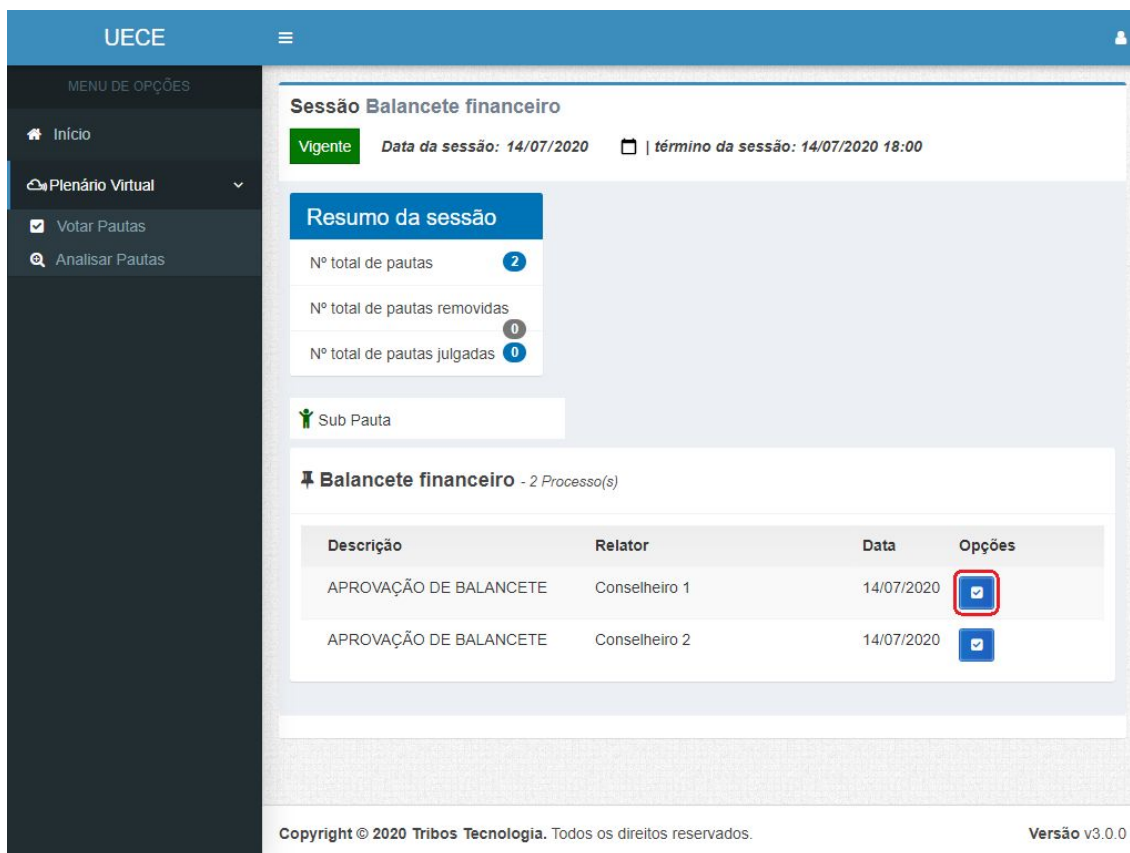 UECE
MENU DE OPÇÕES
Início
Plenário Virtual
Votar Pautas
Analisar Pautas
Sessão Balancete financeiro
Vigente Data da sessão: 14/07/2020 | término da sessão: 14/07/2020 18:00
Resumo da sessão
Nº total de pautas 2
Nº total de pautas removidas
0
Nº total de pautas julgadas 0
Sub Pauta
Balancete financeiro - 2 Processo(s)
Descrição Relator Data Opções
APROVAÇÃO DE BALANCETE Conselheiro 1 14/07/2020
APROVAÇÃO DE BALANCETE Conselheiro 2 14/07/2020
Copyright © 2020 Tribos Tecnologia. Todos os direitos reservados. Versão v3.0.0